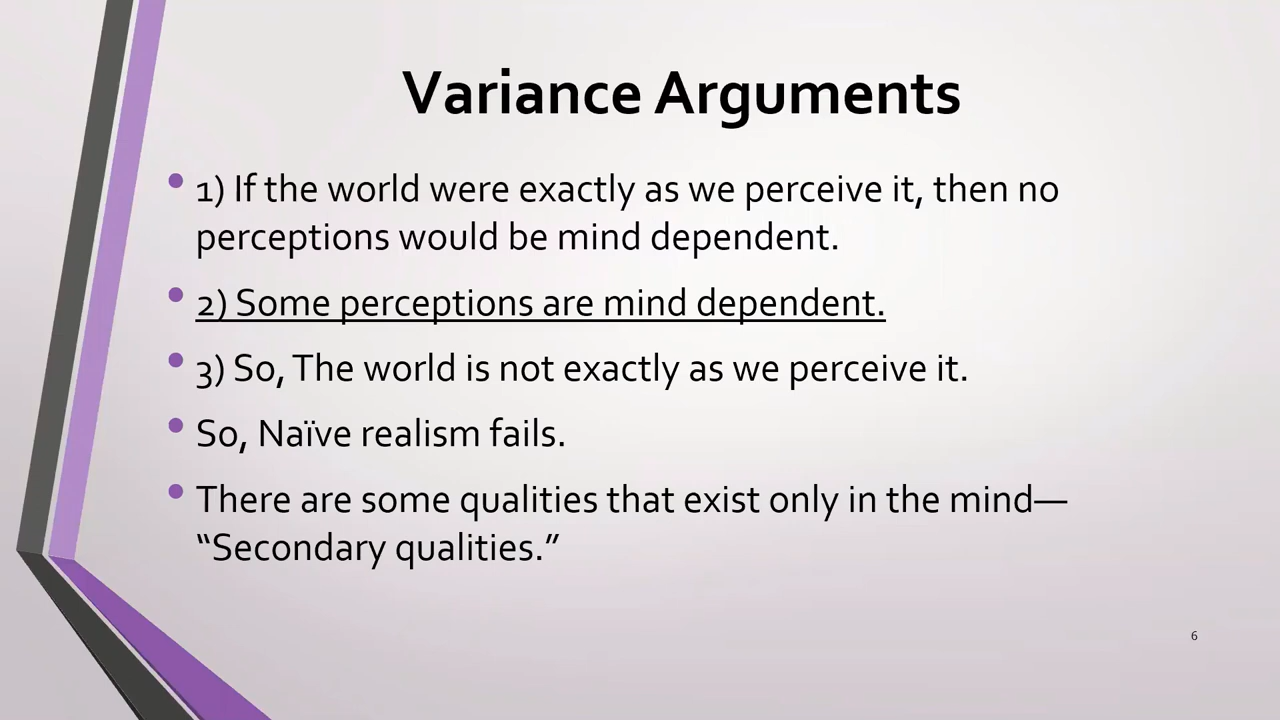 Variance Arguments
• 1) If the world were exactly as we perceive it, then no
perceptions would be mind dependent.
• 2) Some perceptions are mind dependent.
• 3) So, The world is not exactly as we perceive it.
• So, Naïve realism fails.
• There are some qualities that exist only in the mind—
“Secondary qualities.”
6